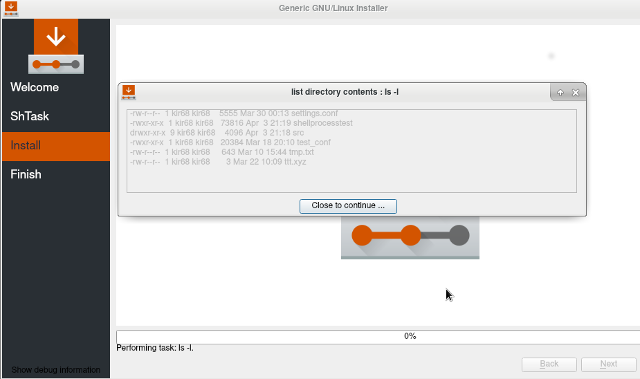 Generic GNU/Linux Installer
Welcome
ShTask
Install
Finish
Show debug information
list directory contents : ls -l
-rw-r--r-- 1 kir68 kir68 5555 Mar 30 00:13 settings.conf
-rwxr-xr-x 1 kir68 kir68 73816 Apr 3 21:19 shellprocesstest
drwxr-xr-x 9 kir68 kir68 4096 Apr 3 21:18 src
-rwxr-xr-x 1 kir68 kir68 20384 Mar 18 20:10 test_conf
-rw-r--r-- 1 kir68 kir68 643 Mar 10 15:44 tmp.txt
-rw-r--r-- 1 kir68 kir68 3 Mar 22 10:09 ttt.xyz
Close to continue ...
0%
Performing task: ls -l.
Back
Next